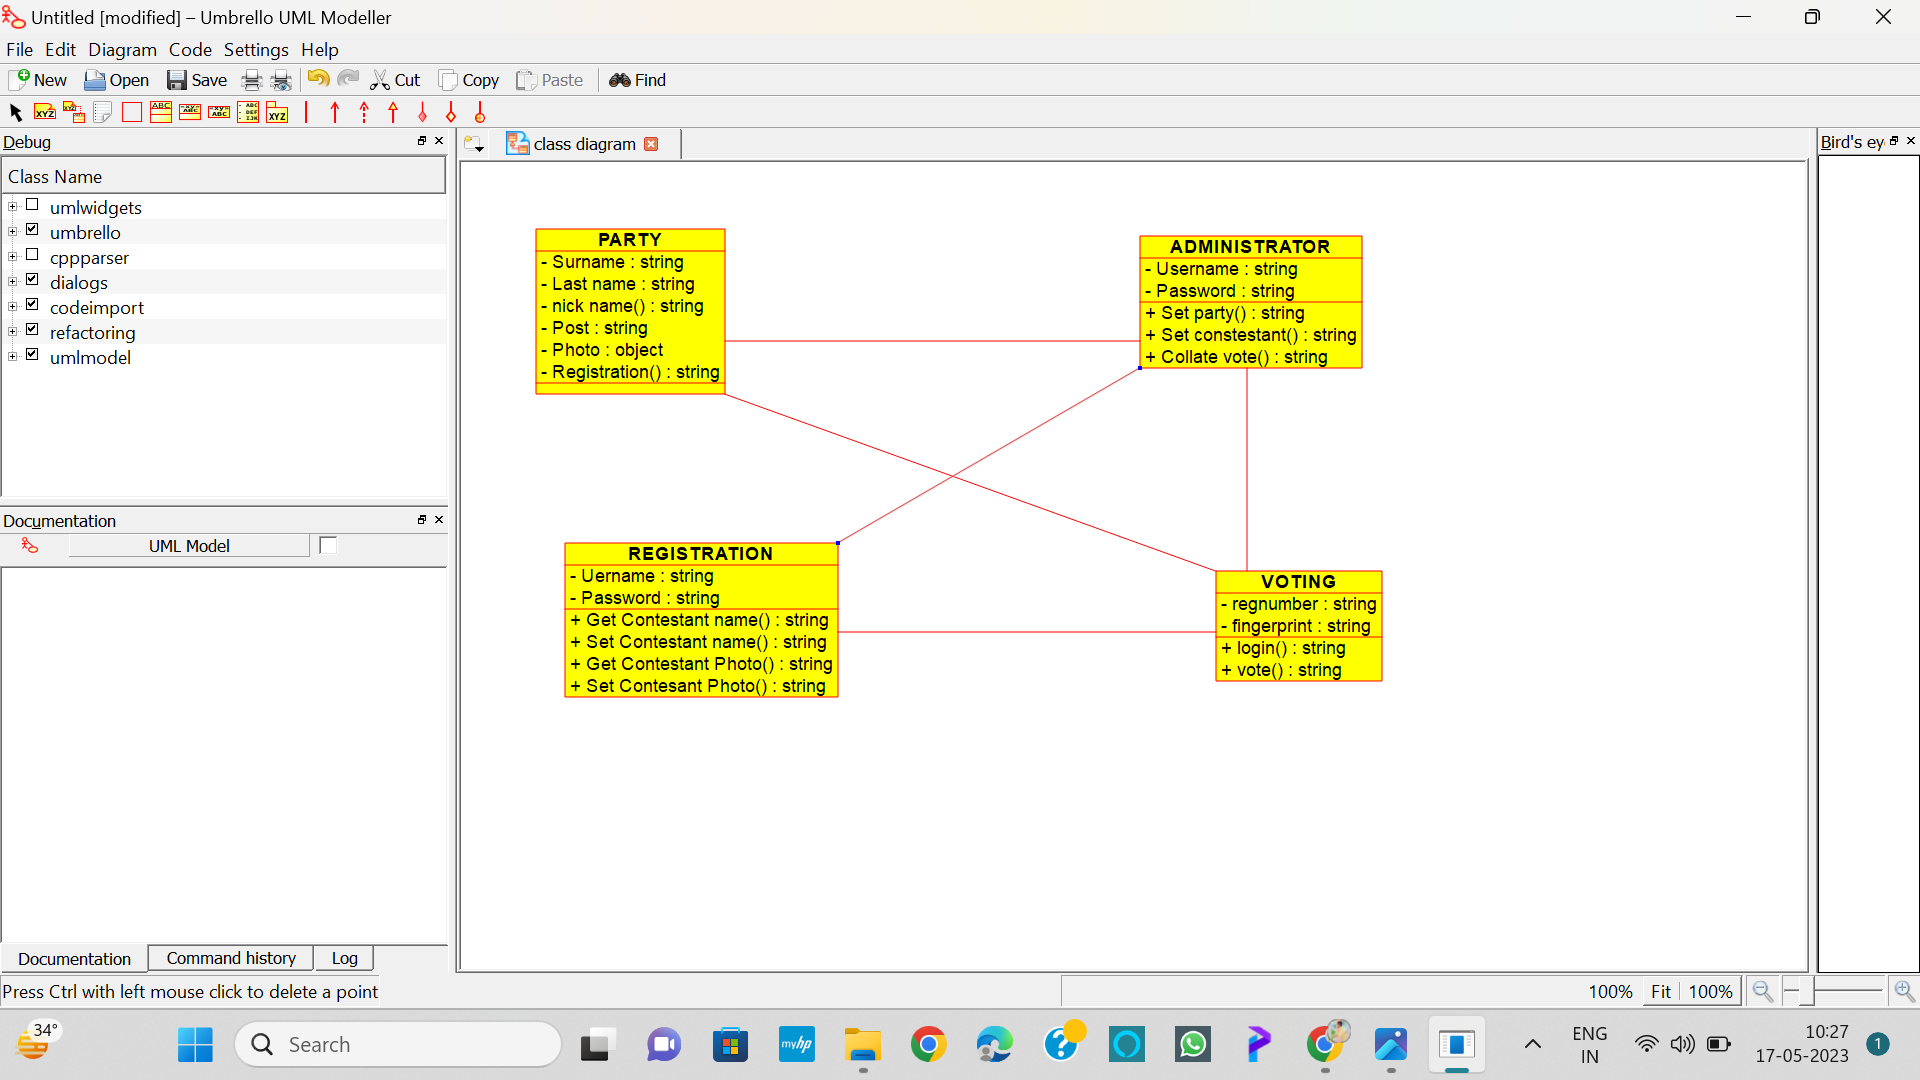 Untitled [modified] – Umbrello UML Modeller
File Edit Diagram Code Settings Help
New Open Save Cut Copy Paste Find
Debug
Class Name
umlwidgets
umbrello
cppparser
dialogs
codeimport
refactoring
umlmodel
Documentation
UML Model
Documentation Command history Log
Press Ctrl with left mouse click to delete a point
class diagram
Bird's ey
PARTY
- Surname : string
- Last name : string
- nick name() : string
- Post : string
- Photo : object
- Registration() : string
ADMINISTRATOR
- Username : string
- Password : string
+ Set party() : string
+ Set constestant() : string
+ Collate vote() : string
REGISTRATION
- Uername : string
- Password : string
+ Get Contestant name() : string
+ Set Contestant name() : string
+ Get Contestant Photo() : string
+ Set Contesant Photo() : string
VOTING
- regnumber : string
- fingerprint : string
+ login() : string
+ vote() : string
100% Fit 100%
34°
Search
myhp
ENG
IN
10:27
17-05-2023
1